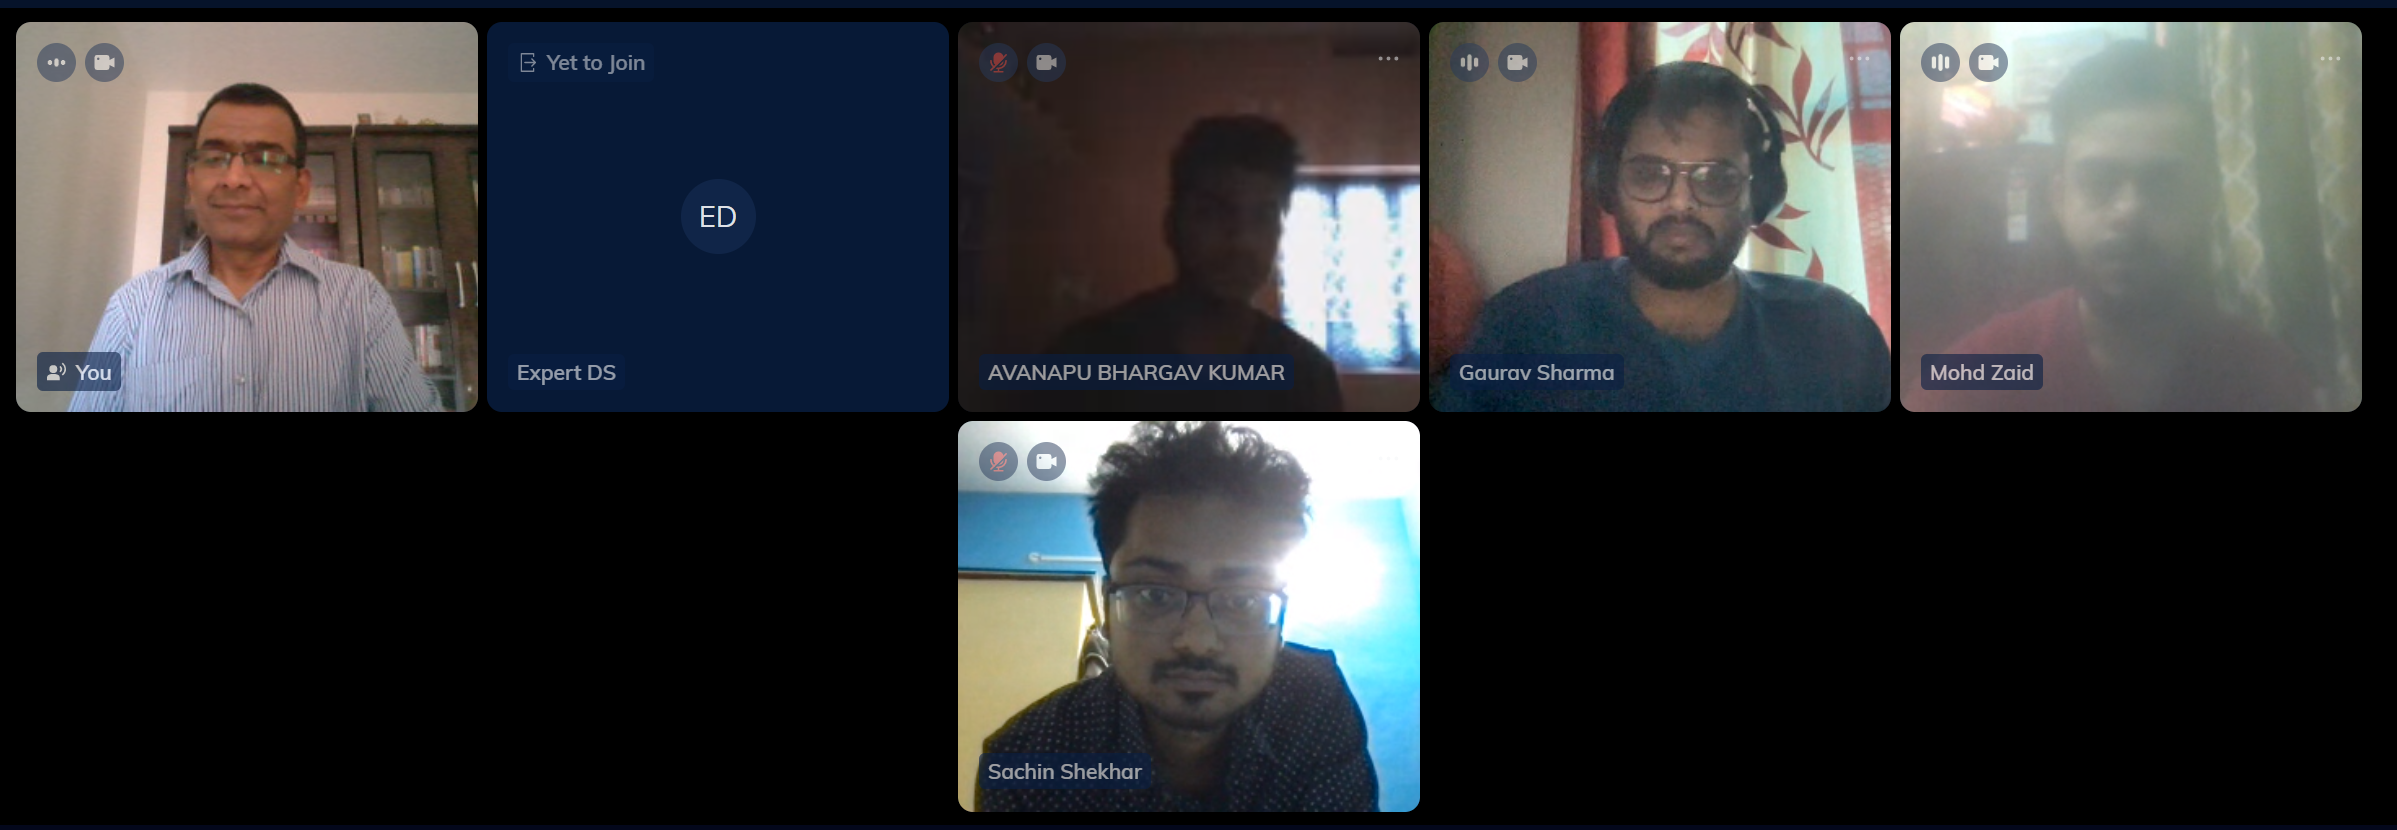 Yet to Join
ED
You
Expert DS
AVANAPU BHARGAV KUMAR
Gaurav Sharma
Mohd Zaid
Sachin Shekhar